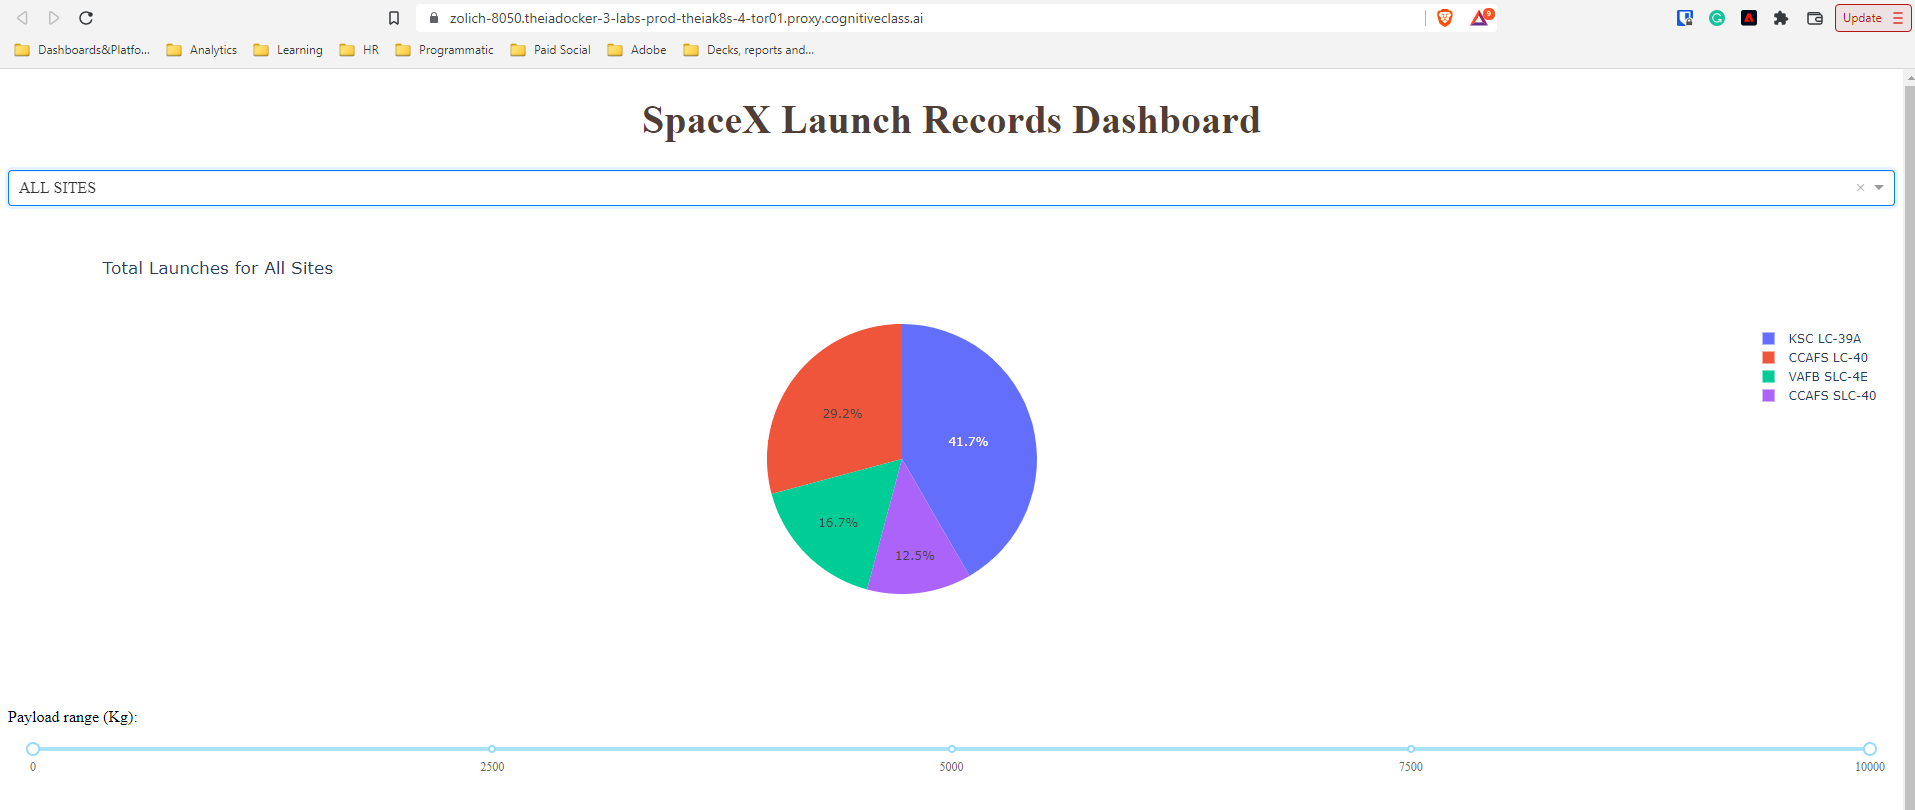 zolich-8050.theiadocker-3-labs-prod-theiak8s-4-tor01.proxy.cognitiveclass.ai
9
Update
Dashboards&Platfo...
Analytics
Learning
HR
Programmatic
Paid Social
Adobe
Decks, reports and...
SpaceX Launch Records Dashboard
ALL SITES
×
Total Launches for All Sites
KSC LC-39A
CCAFS LC-40
VAFB SLC-4E
CCAFS SLC-40
29.2%
41.7%
16.7%
12.5%
Payload range (Kg):
0
2500
5000
7500
10000